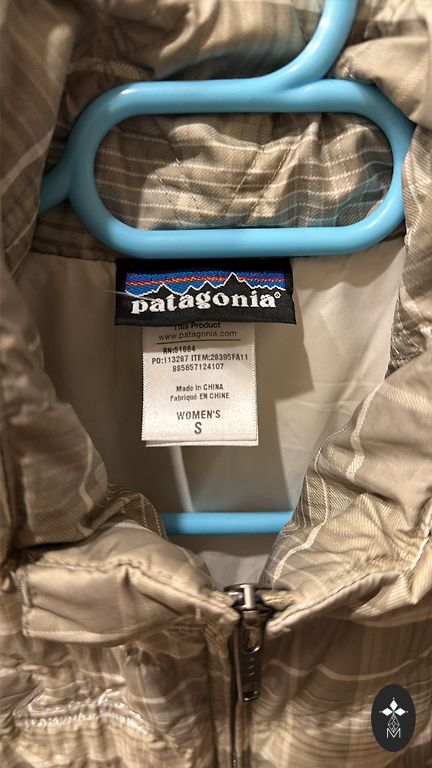 patagonia®
This Product
www.patagonia.com
RN:51884
PO:113287 ITEM:28395FA11
885657124107
Made in CHINA
Fabriqué EN CHINE
WOMEN'S
S
M